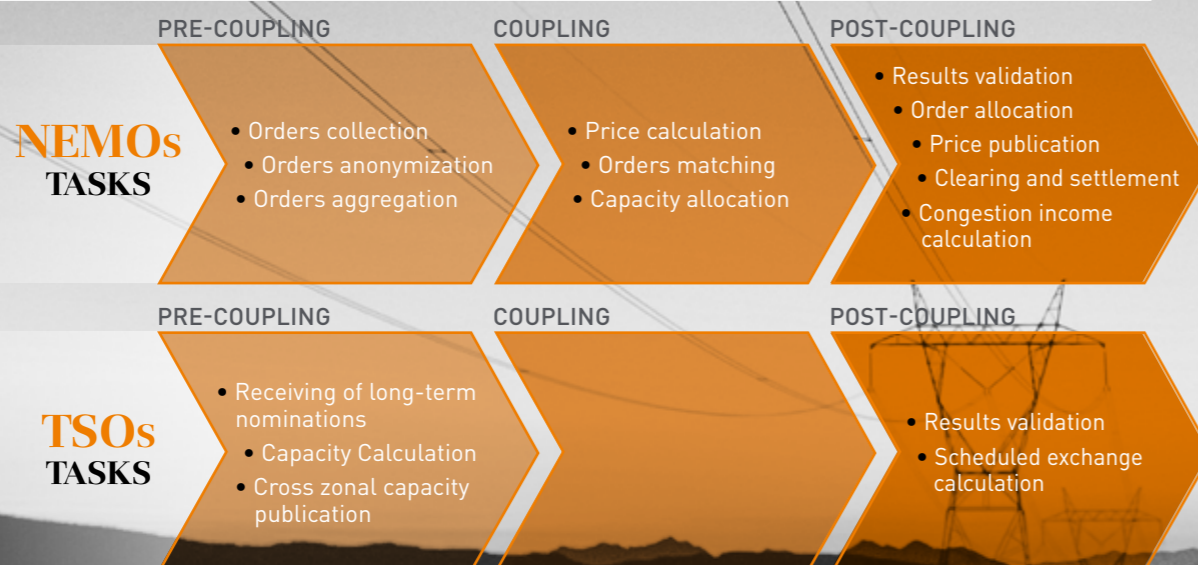 PRE-COUPLING
COUPLING
POST-COUPLING
NEMOs
TASKS
• Orders collection
• Orders anonymization
• Orders aggregation
• Price calculation
• Orders matching
• Capacity allocation
• Results validation
• Order allocation
• Price publication
• Clearing and settlement
• Congestion income
calculation
PRE-COUPLING
COUPLING
POST-COUPLING
TSOs
TASKS
• Receiving of long-term
nominations
• Capacity Calculation
• Cross zonal capacity
publication
• Results validation
• Scheduled exchange
calculation